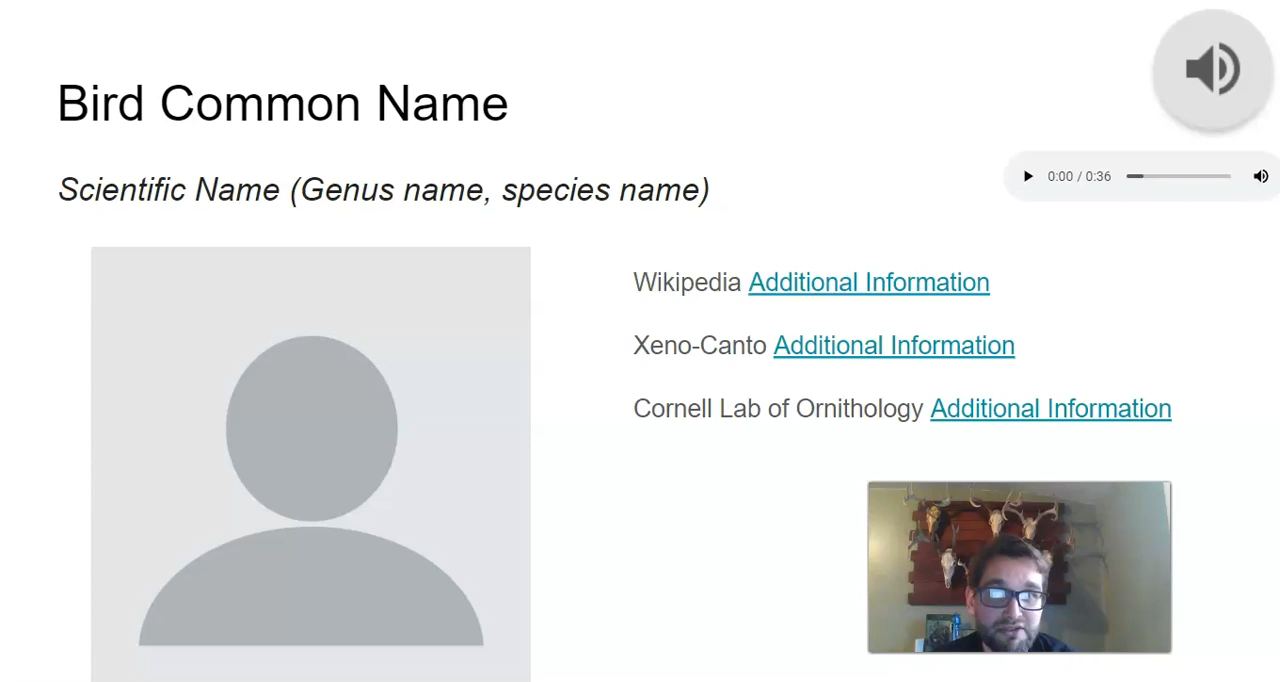 Bird Common Name
Scientific Name (Genus name, species name)
0:00 / 0:36
Wikipedia Additional Information
Xeno-Canto Additional Information
Cornell Lab of Ornithology Additional Information